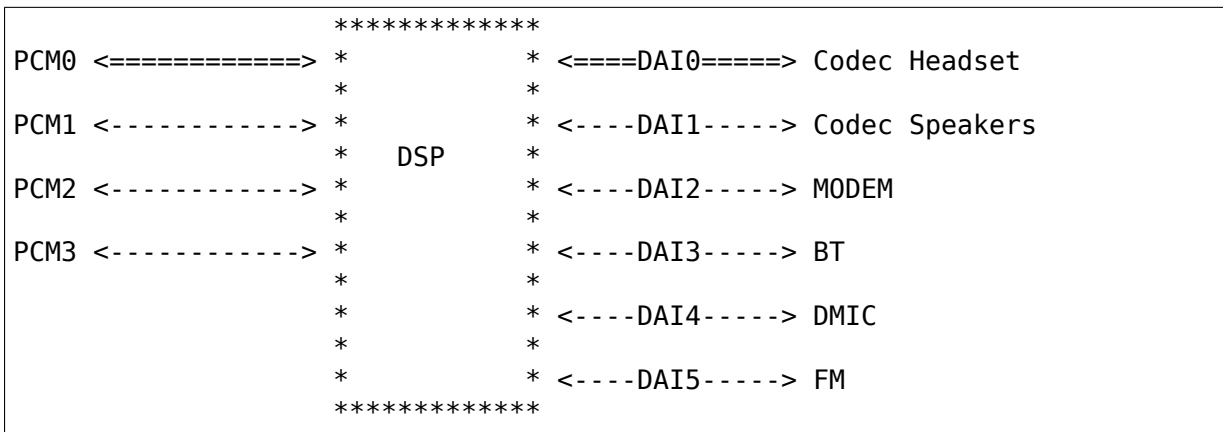 *************
PCM0 <============> *           * <====DAI0=====> Codec Headset
                    *           *
PCM1 <------------> *           * <----DAI1-----> Codec Speakers
                    *   DSP     *
PCM2 <------------> *           * <----DAI2-----> MODEM
                    *           *
PCM3 <------------> *           * <----DAI3-----> BT
                    *           *
                    *           * <----DAI4-----> DMIC
                    *           *
                    *           * <----DAI5-----> FM
                    *************